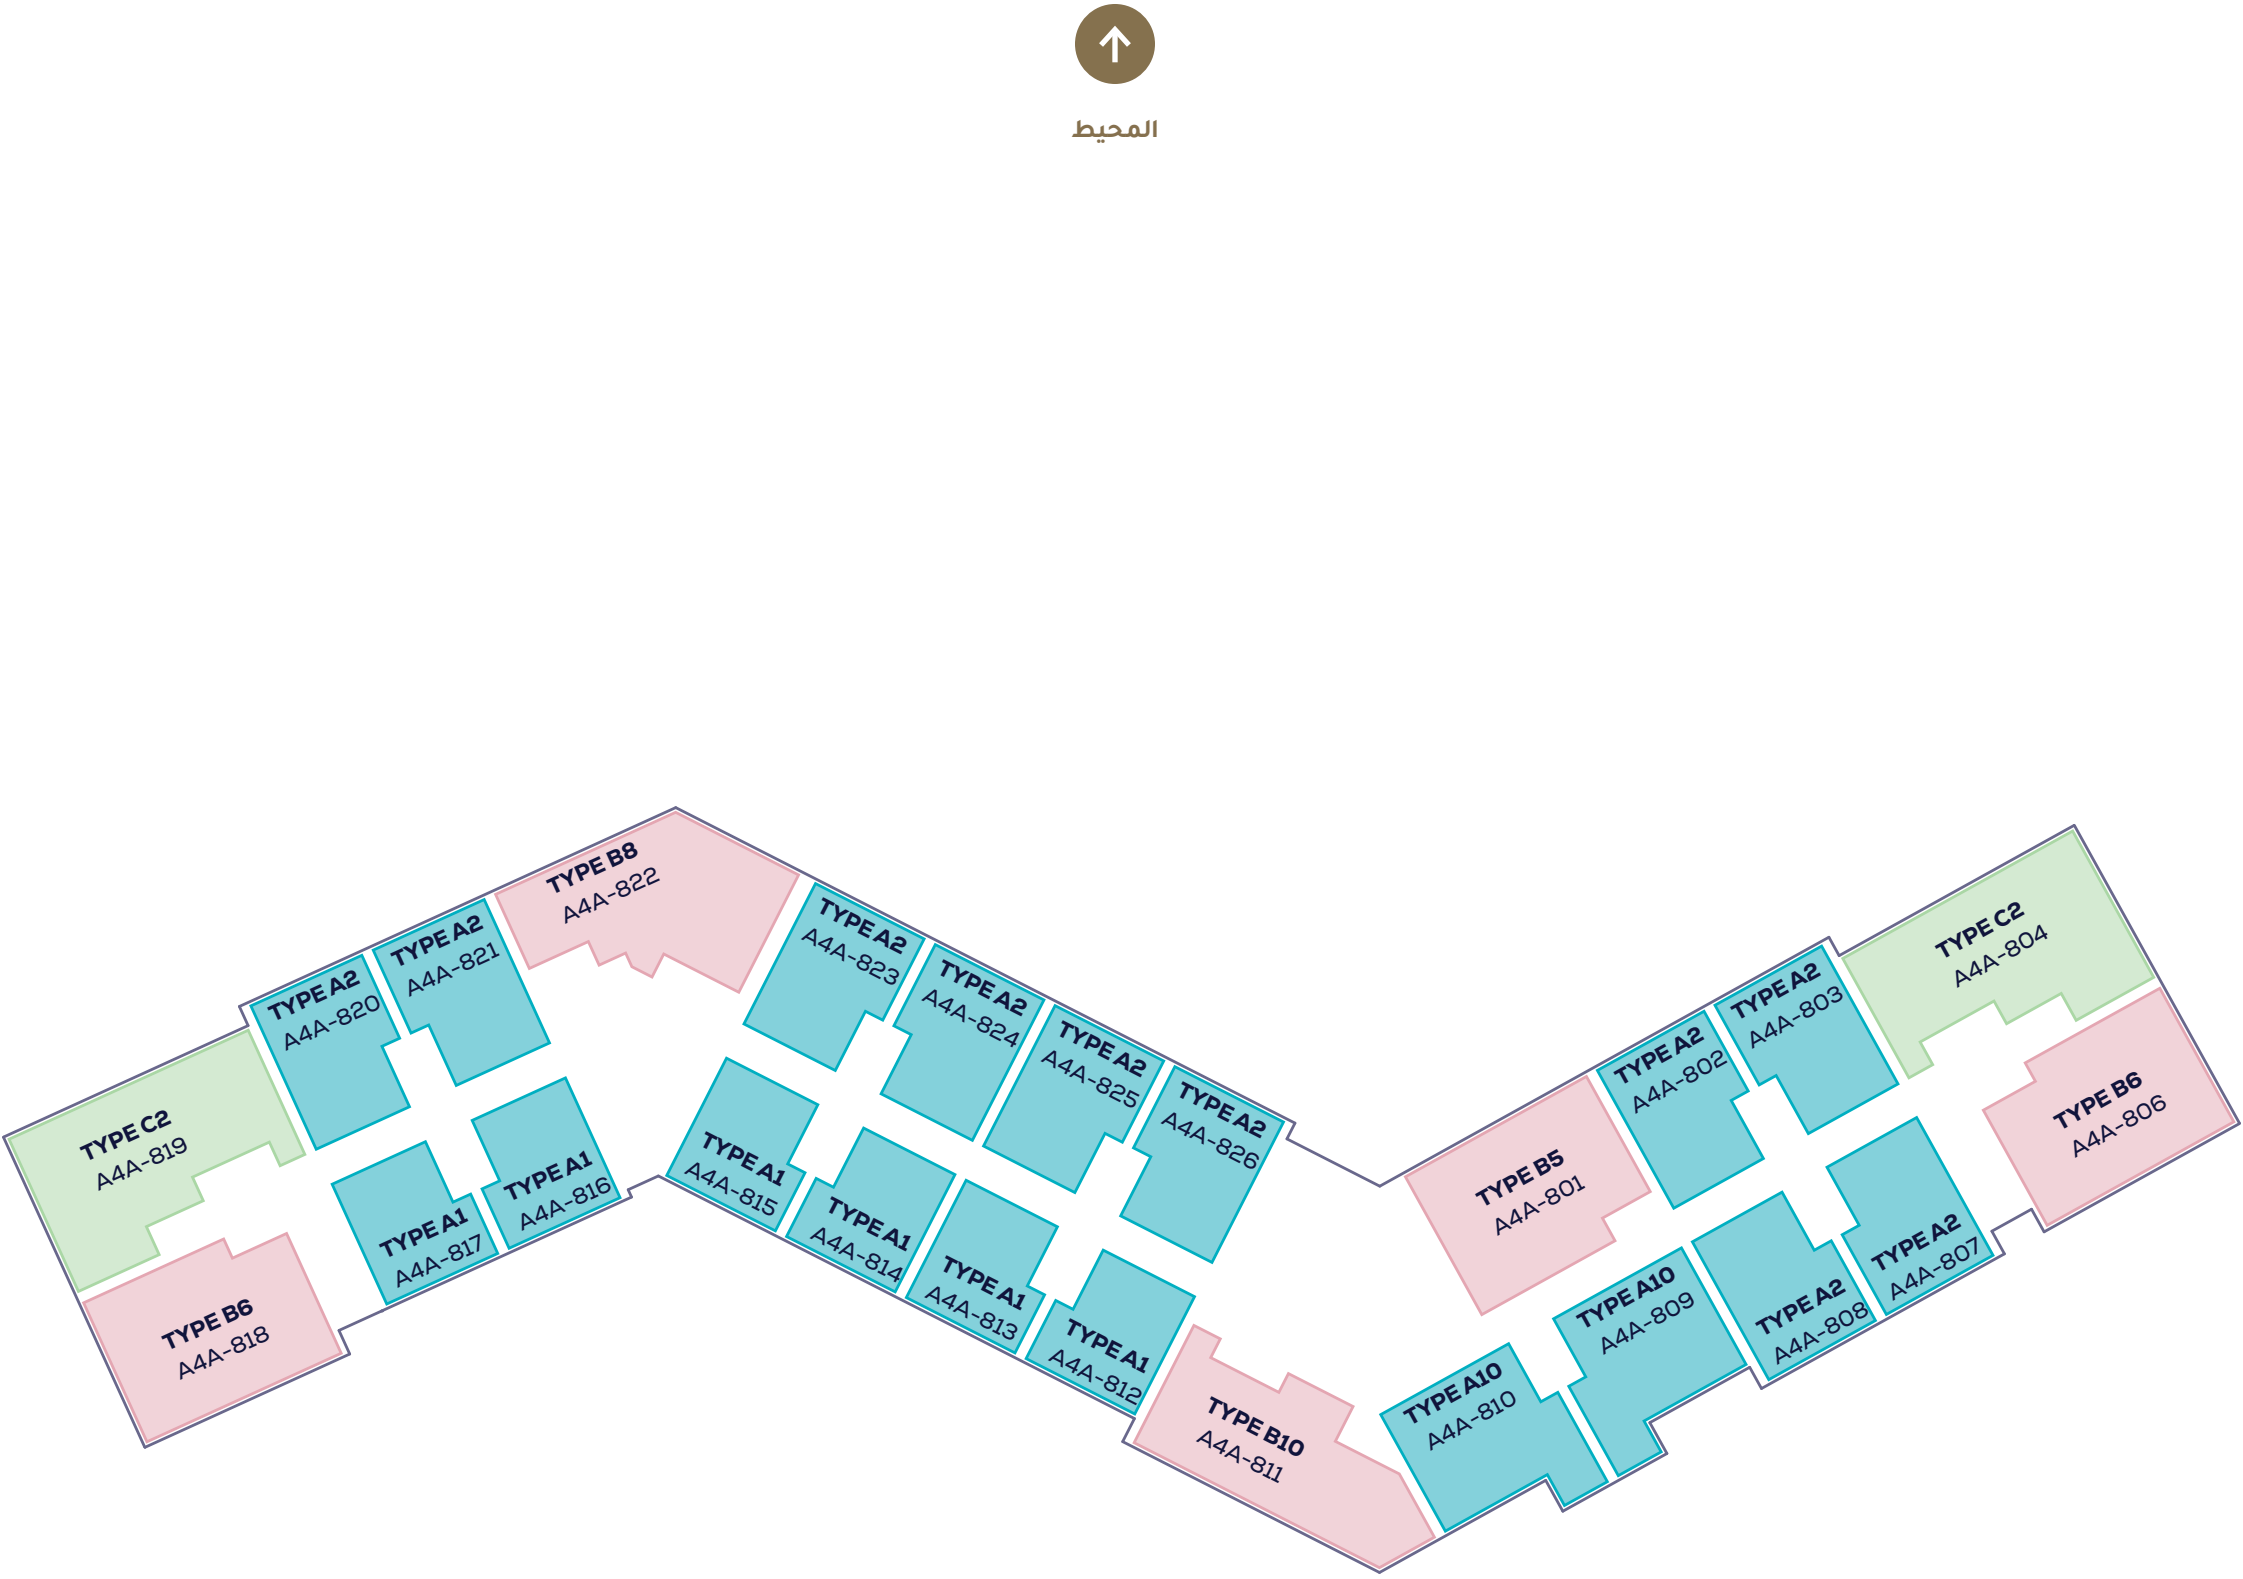 المحيط
TYPE C2
A4A-819
TYPE A2
A4A-820
TYPE A2
A4A-821
TYPE B8
A4A-822
TYPE A2
A4A-823
TYPE A2
A4A-824
TYPE A2
A4A-825
TYPE A2
A4A-826
TYPE B5
A4A-801
TYPE A2
A4A-802
TYPE A2
A4A-803
TYPE C2
A4A-804
TYPE B6
A4A-818
TYPE A1
A4A-817
TYPE A1
A4A-816
TYPE A1
A4A-815
TYPE A1
A4A-814
TYPE A1
A4A-813
TYPE A1
A4A-812
TYPE B10
A4A-811
TYPE A10
A4A-810
TYPE A10
A4A-809
TYPE A2
A4A-808
TYPE A2
A4A-807
TYPE B6
A4A-806